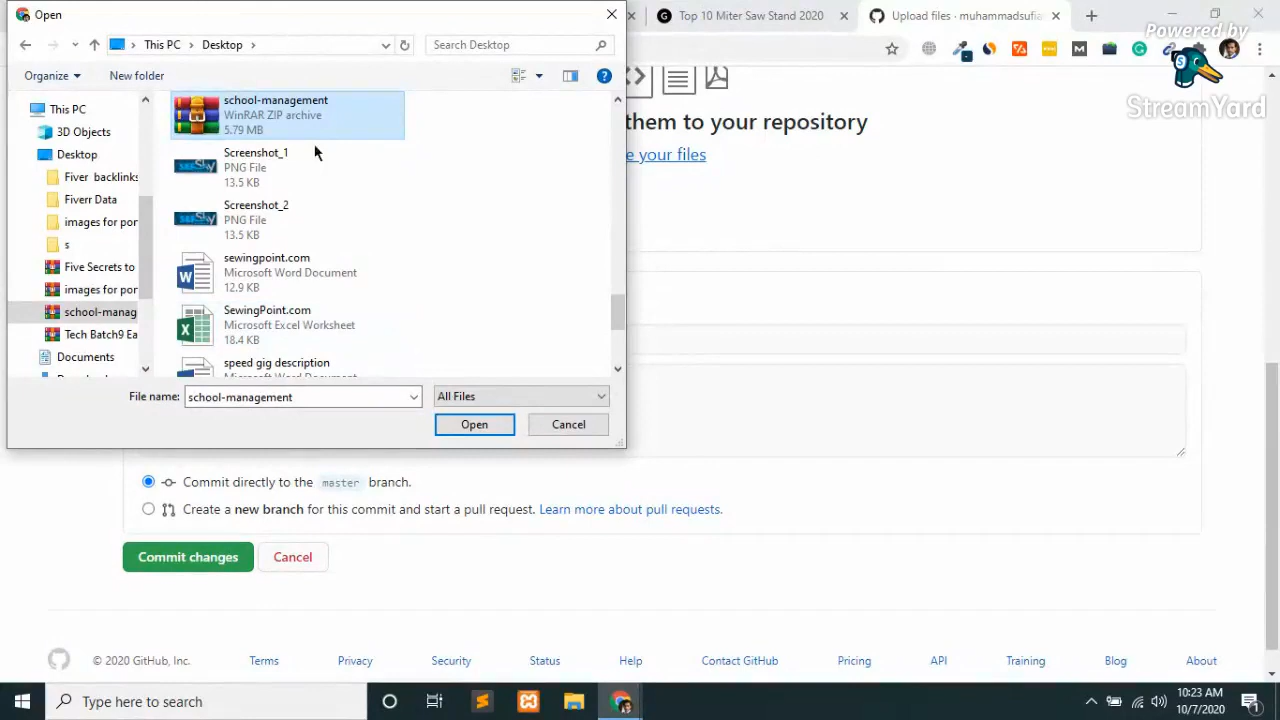 Open
Top 10 Miter Saw Stand 2020
Upload files · muhammadsufia
Powered by
StreamYard
This PC
Desktop
Search Desktop
Organize
New folder
This PC
3D Objects
Desktop
Fiver backlinks
Fiverr Data
images for por
s
Five Secrets to
images for por
school-manag
Tech Batch9 Ea
Documents
school-management
WinRAR ZIP archive
5.79 MB
Screenshot_1
PNG File
13.5 KB
Screenshot_2
PNG File
13.5 KB
sewingpoint.com
Microsoft Word Document
12.9 KB
SewingPoint.com
Microsoft Excel Worksheet
18.4 KB
speed gig description
Microsoft Word Document
File name:
school-management
All Files
Open
Cancel
them to your repository
e your files
Commit directly to the master branch.
Create a new branch for this commit and start a pull request. Learn more about pull requests.
Commit changes
Cancel
© 2020 GitHub, Inc.
Terms
Privacy
Security
Status
Help
Contact GitHub
Pricing
API
Training
Blog
About
Type here to search
10:23 AM
10/7/2020
1